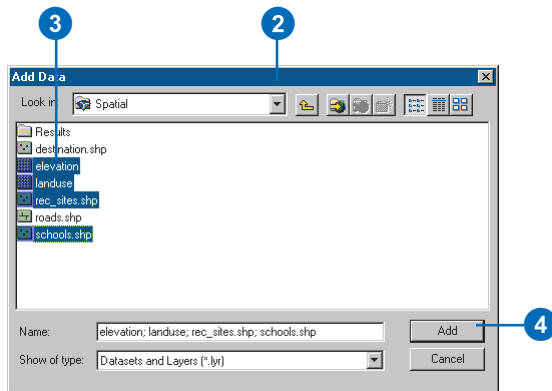 3
2
Add Data
Look in: Spatial
Results
destination.shp
elevation
landuse
rec_sites.shp
roads.shp
schools.shp
Name: elevation; landuse; rec_sites.shp; schools.shp Add
4
Show of type: Datasets and Layers (*.lyr) Cancel